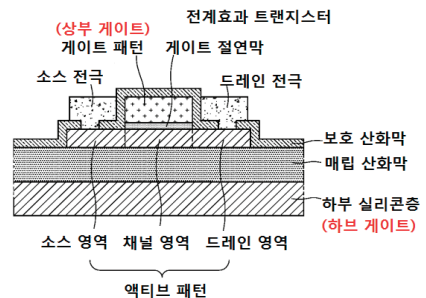 전계효과 트랜지스터
(상부 게이트)
게이트 패턴
게이트 절연막
소스 전극
드레인 전극
보호 산화막
매립 산화막
하부 실리콘층
(하브 게이트)
소스 영역
채널 영역
드레인 영역
액티브 패턴